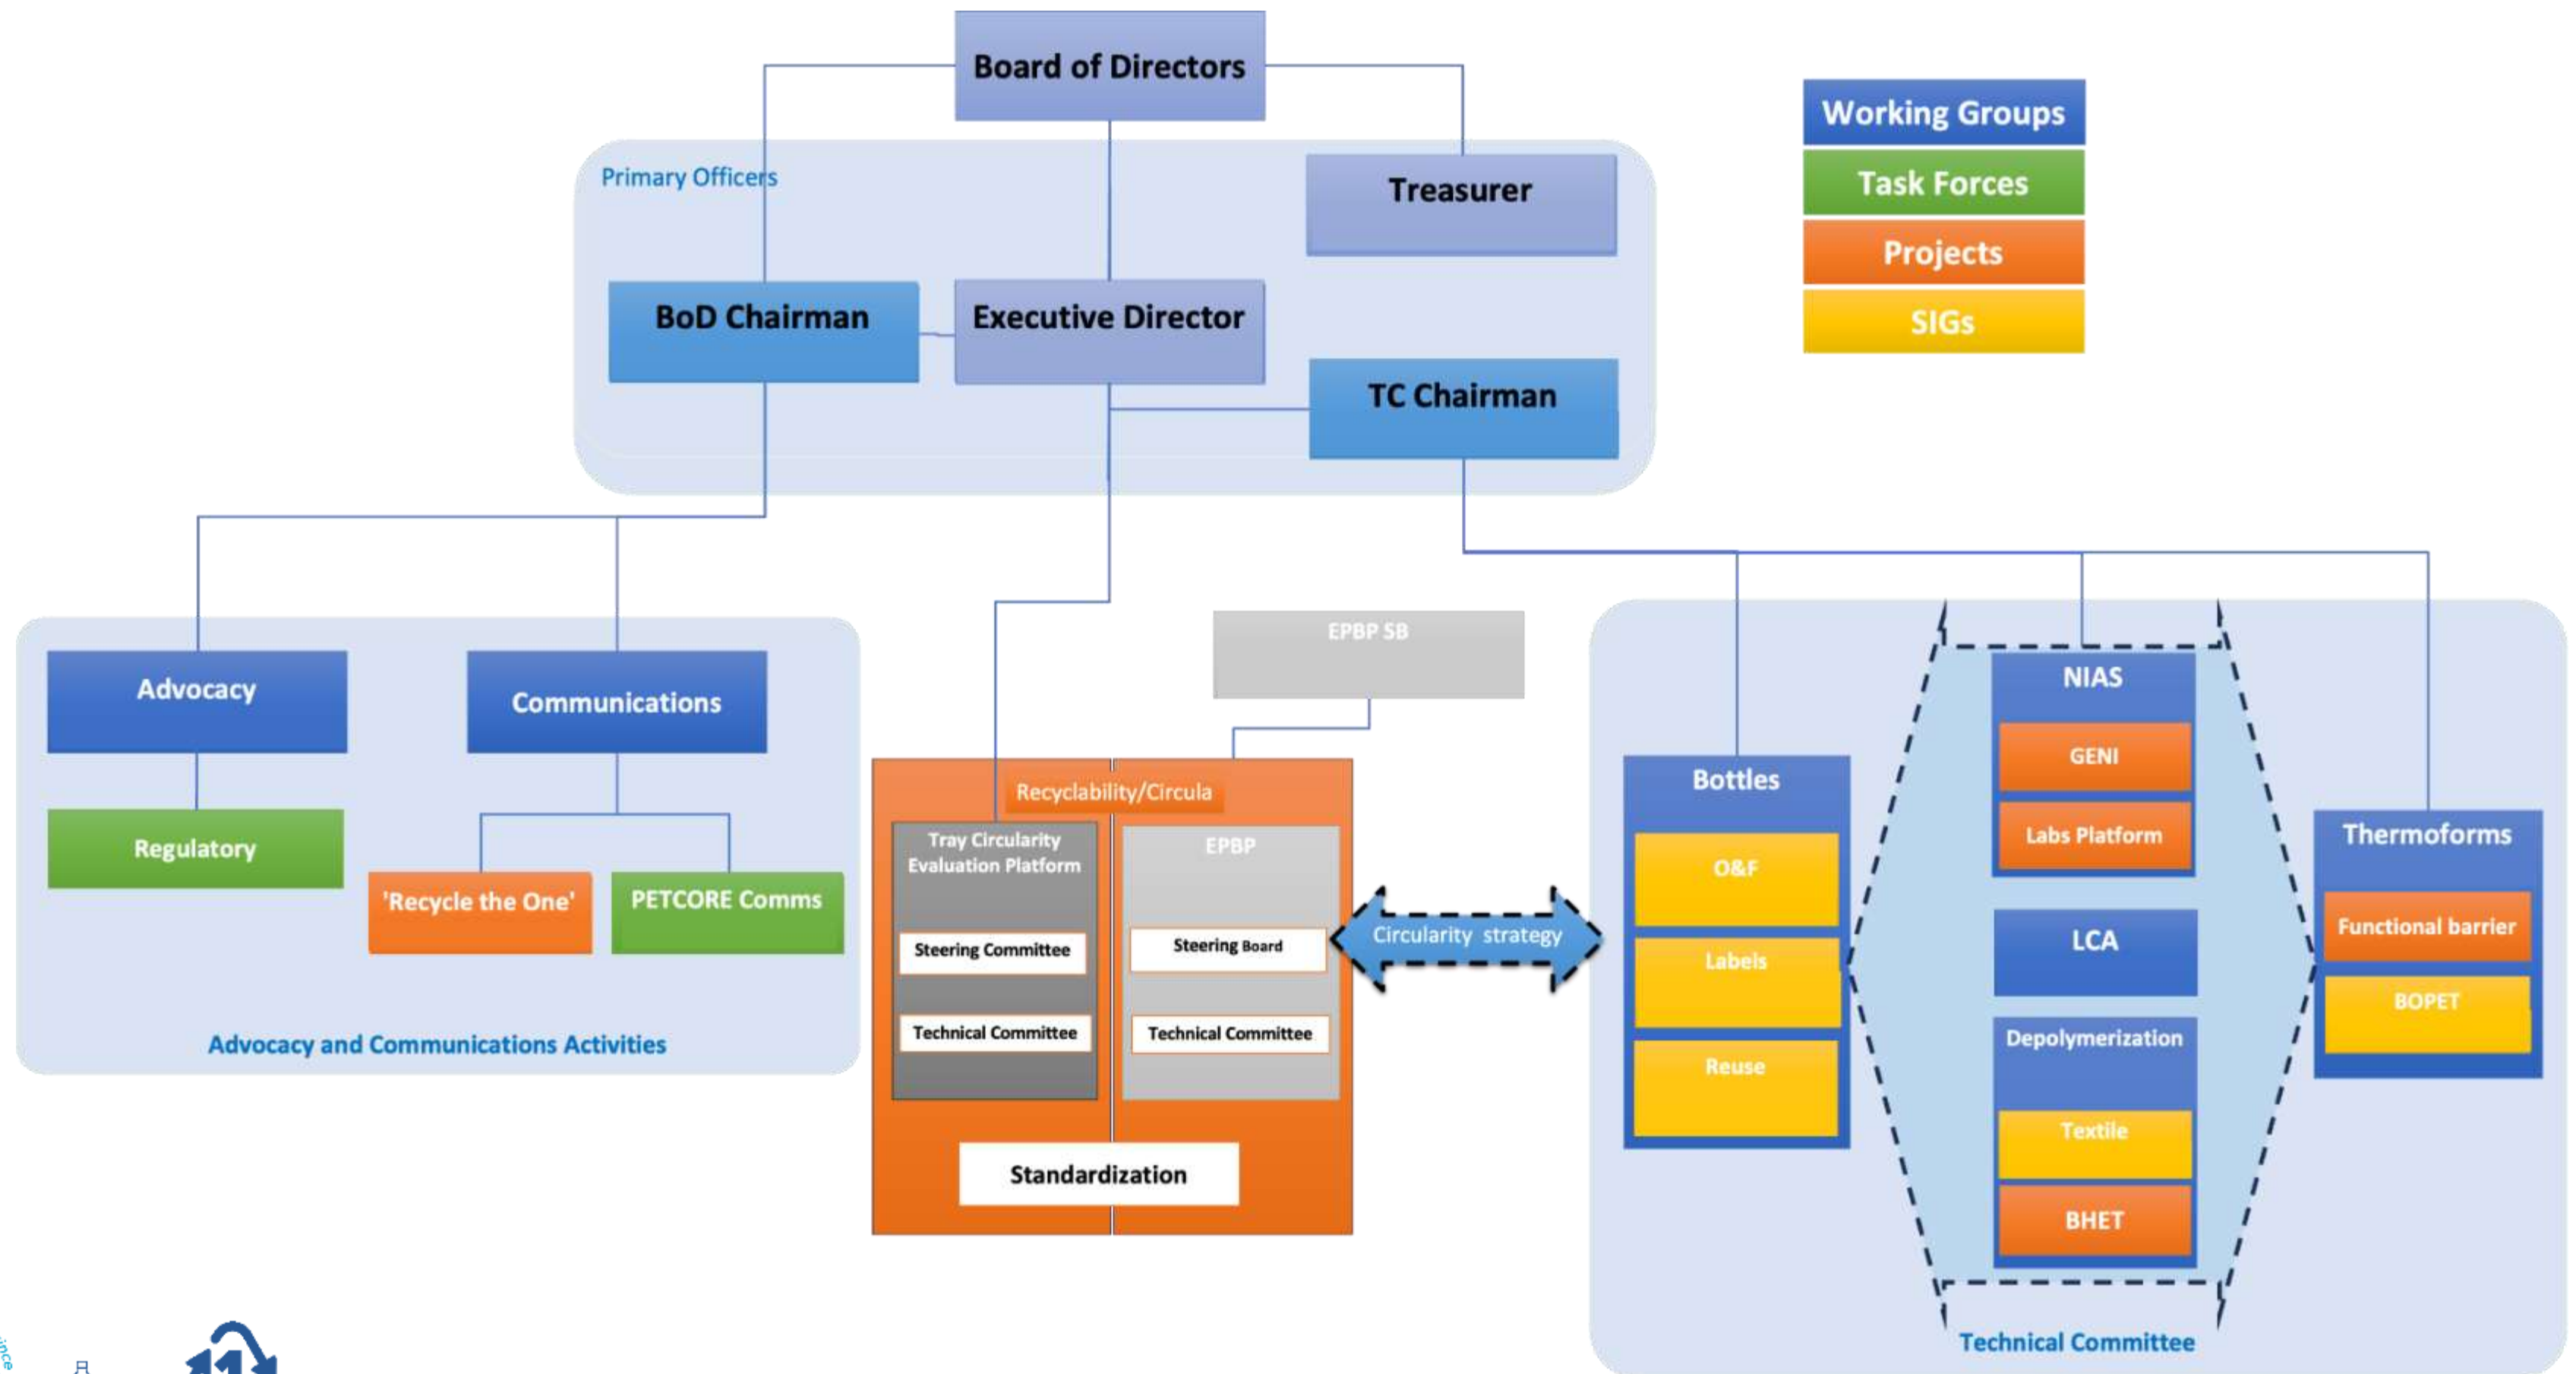 Board of Directors
Primary Officers
Treasurer
BoD Chairman
Executive Director
TC Chairman
Working Groups
Task Forces
Projects
SIGs
Advocacy
Communications
Regulatory
'Recycle the One'
PETCORE Comms
Advocacy and Communications Activities
EPBP SB
Recyclability/Circula
Tray Circularity
Evaluation Platform
Steering Committee
Technical Committee
EPBP
Steering Board
Technical Committee
Standardization
Circularity strategy
Bottles
O&F
Labels
Reuse
NIAS
GENI
Labs Platform
LCA
Depolymerization
Textile
BHET
Thermoforms
Functional barrier
BOPET
Technical Committee